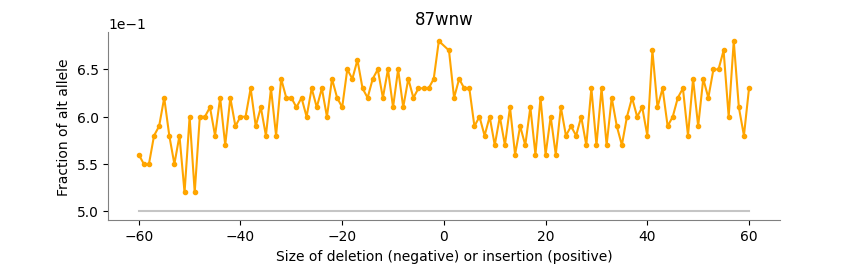 87wnw
1e−1
Fraction of alt allele
6.5
6.0
5.5
5.0
−60
−40
−20
0
20
40
60
Size of deletion (negative) or insertion (positive)